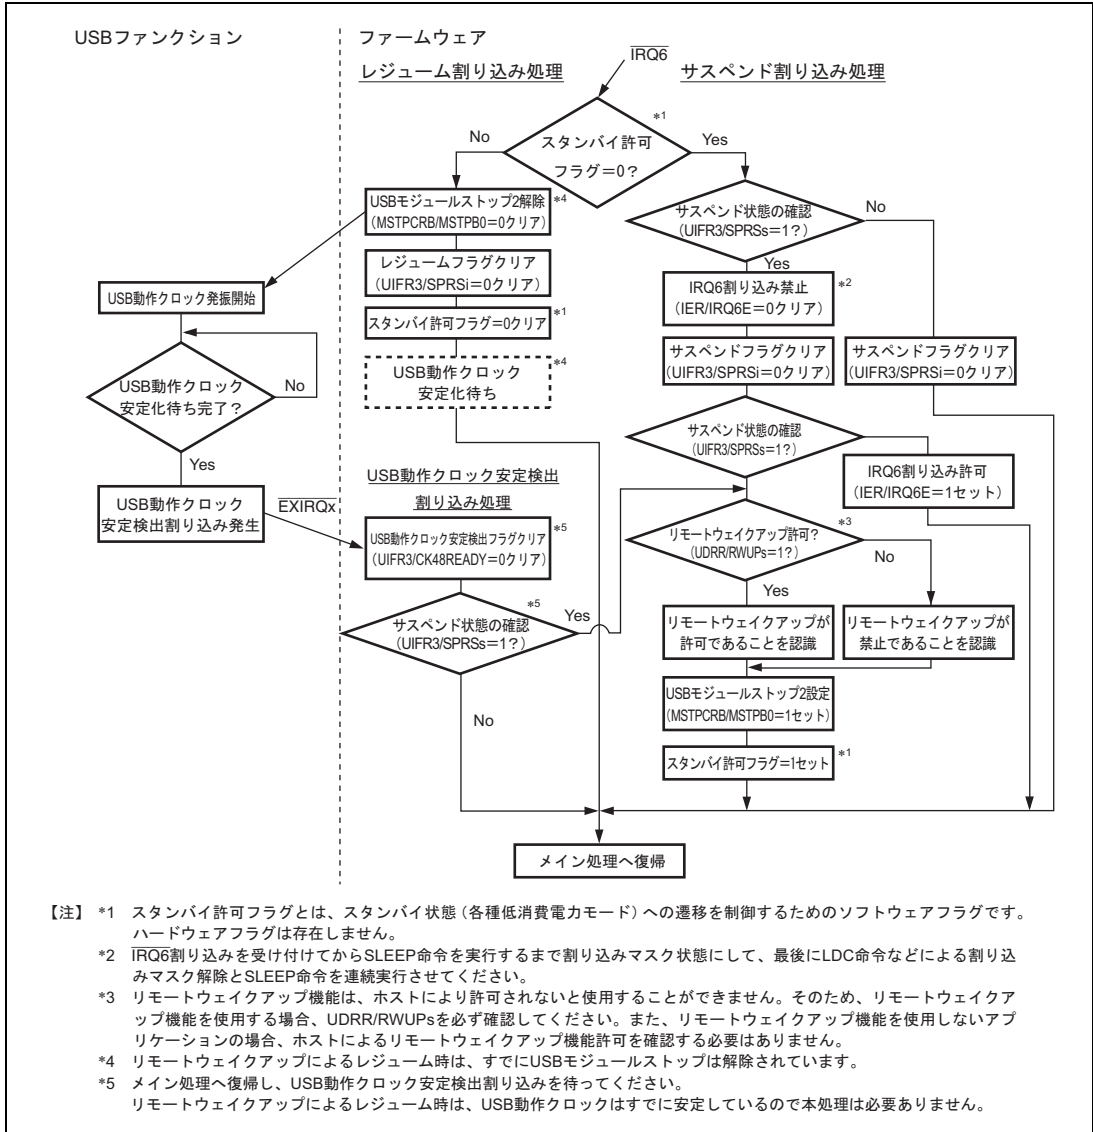 USBファンクション
ファームウェア
IRQ6
レジューム割り込み処理
サスペンド割り込み処理
*1
スタンバイ許可
フラグ=0?
No
Yes
USBモジュールストップ2解除
(MSTPCRB/MSTPB0=0クリア)
*4
サスペンド状態の確認
(UIFR3/SPRSs=1?)
No
Yes
レジュームフラグクリア
(UIFR3/SPRSi=0クリア)
IRQ6割り込み禁止
(IER/IRQ6E=0クリア)
*2
USB動作クロック発振開始
スタンバイ許可フラグ=0クリア
*1
サスペンドフラグクリア
(UIFR3/SPRSi=0クリア)
サスペンドフラグクリア
(UIFR3/SPRSi=0クリア)
USB動作クロック
安定化待ち
*4
USB動作クロック
安定化待ち完了?
No
Yes
サスペンド状態の確認
(UIFR3/SPRSs=1?)
IRQ6割り込み許可
(IER/IRQ6E=1セット)
USB動作クロック安定検出
割り込み処理
USB動作クロック
安定検出割り込み発生
EXIRQx
USB動作クロック安定検出フラグクリア
(UIFR3/CK48READY=0クリア)
*5
リモートウェイクアップ許可?
(UDRR/RWUPs=1?)
*3
No
Yes
*5
サスペンド状態の確認
(UIFR3/SPRSs=1?)
Yes
No
リモートウェイクアップが
許可であることを認識
リモートウェイクアップが
禁止であることを認識
USBモジュールストップ2設定
(MSTPCRB/MSTPB0=1セット)
スタンバイ許可フラグ=1セット
*1
メイン処理へ復帰
【注】 *1 スタンバイ許可フラグとは、スタンバイ状態(各種低消費電力モード)への遷移を制御するためのソフトウェアフラグです。
ハードウェアフラグは存在しません。
*2 IRQ6割り込みを受け付けてからSLEEP命令を実行するまで割り込みマスク状態にして、最後にLDC命令などによる割り込
みマスク解除とSLEEP命令を連続実行させてください。
*3 リモートウェイクアップ機能は、ホストにより許可されないと使用することができません。そのため、リモートウェイクア
ップ機能を使用する場合、UDRR/RWUPsを必ず確認してください。また、リモートウェイクアップ機能を使用しないアプ
リケーションの場合、ホストによるリモートウェイクアップ機能許可を確認する必要はありません。
*4 リモートウェイクアップによるレジューム時は、すでにUSBモジュールストップは解除されています。
*5 メイン処理へ復帰し、USB動作クロック安定検出割り込みを待ってください。
リモートウェイクアップによるレジューム時は、USB動作クロックはすでに安定しているので本処理は必要ありません。